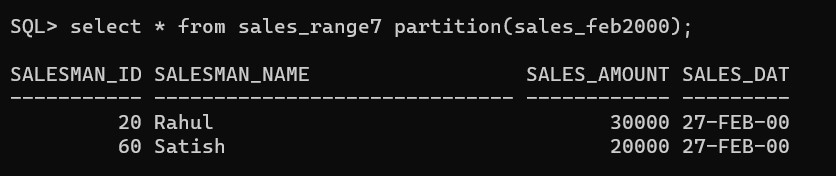 SQL> select * from sales_range7 partition(sales_feb2000);
SALESMAN_ID SALESMAN_NAME                  SALES_AMOUNT SALES_DAT
----------- ------------------------------ ------------ ---------
         20 Rahul                                 30000 27-FEB-00
         60 Satish                                20000 27-FEB-00